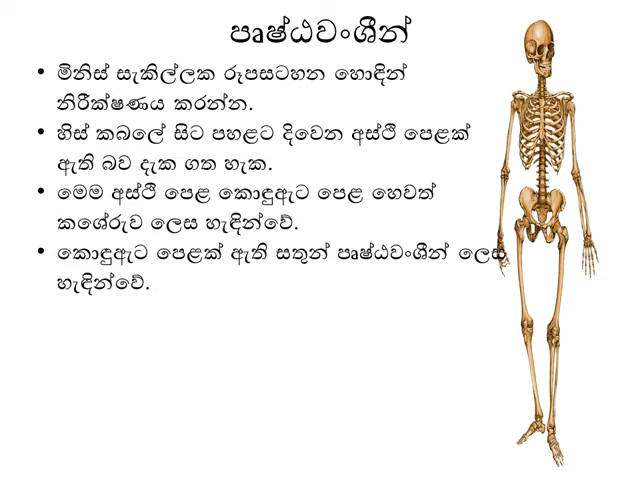 පෘෂ්ඨවංශීන්
• මිනිස් සැකිල්ලක රූපසටහන හොඳින්
නිරීක්ෂණය කරන්න.
• හිස් කබලේ සිට පහළට දිවෙන අස්ථි පෙළක්
ඇති බව දැක ගත හැක.
• මෙම අස්ථි පෙළ කොඳුඇට පෙළ හෙවත්
කශේරුව ලෙස හැඳින්වේ.
• කොඳුඇට පෙළක් ඇති සතුන් පෘෂ්ඨවංශීන් ලෙස
හැඳින්වේ.